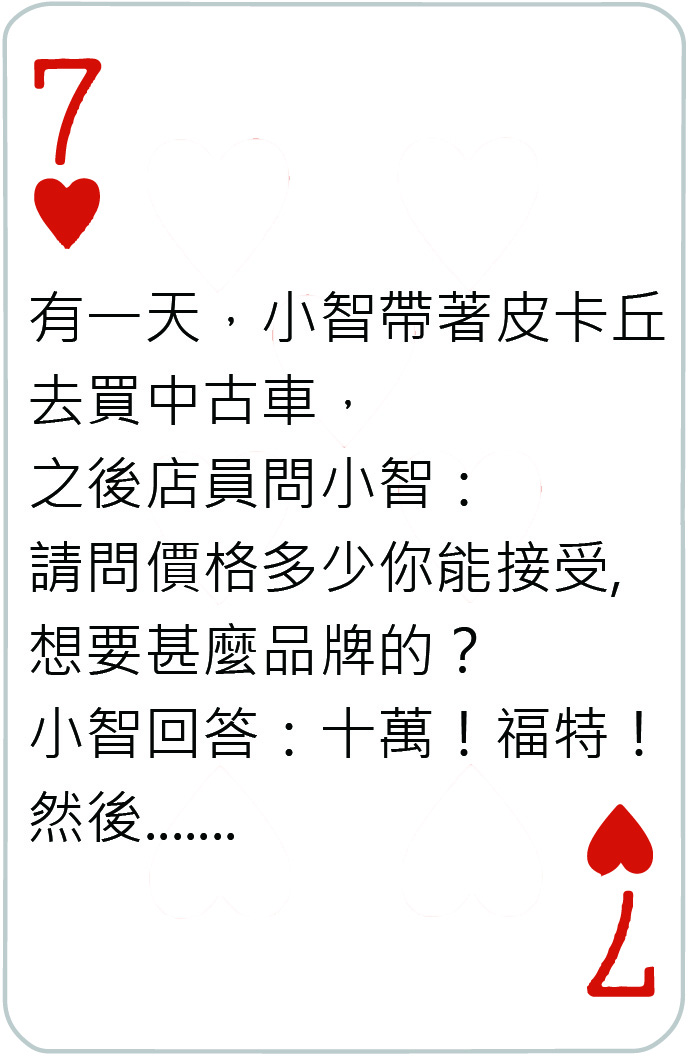 7
有一天，小智帶著皮卡丘
去買中古車，
之後店員問小智：
請問價格多少你能接受,
想要甚麼品牌的？
小智回答：十萬！福特！
然後.......
7